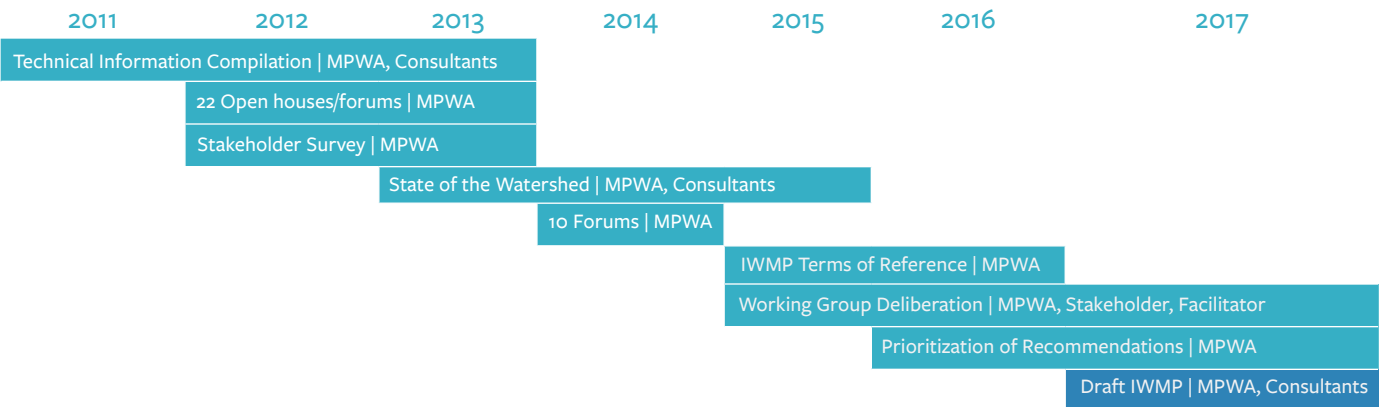 2011 2012 2013 2014 2015 2016 2017
Technical Information Compilation | MPWA, Consultants
22 Open houses/forums | MPWA
Stakeholder Survey | MPWA
State of the Watershed | MPWA, Consultants
10 Forums | MPWA
IWMP Terms of Reference | MPWA
Working Group Deliberation | MPWA, Stakeholder, Facilitator
Prioritization of Recommendations | MPWA
Draft IWMP | MPWA, Consultants